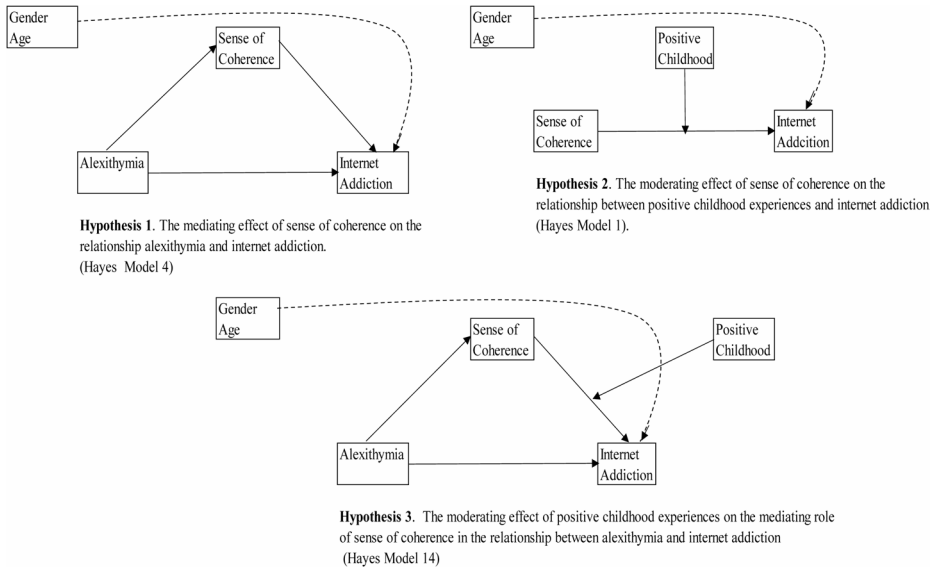 Gender
Age
Sense of
Coherence
Alexithymia
Internet
Addiction
Hypothesis 1. The mediating effect of sense of coherence on the
relationship alexithymia and internet addiction.
(Hayes Model 4)
Gender
Age
Positive
Childhood
Sense of
Coherence
Internet
Addcition
Hypothesis 2. The moderating effect of sense of coherence on the
relationship between positive childhood experiences and internet addiction
(Hayes Model 1).
Gender
Age
Sense of
Coherence
Positive
Childhood
Alexithymia
Internet
Addiction
Hypothesis 3. The moderating effect of positive childhood experiences on the mediating role
of sense of coherence in the relationship between alexithymia and internet addiction
(Hayes Model 14)